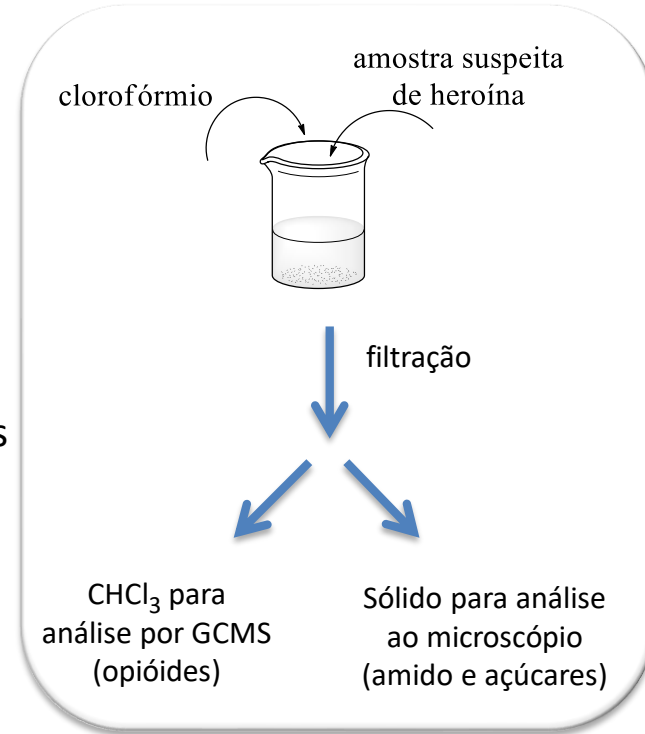 amostra suspeita
de heroína
clorofórmio
filtração
s
CHCl₃ para
análise por GCMS
(opióides)
Sólido para análise
ao microscópio
(amido e açúcares)